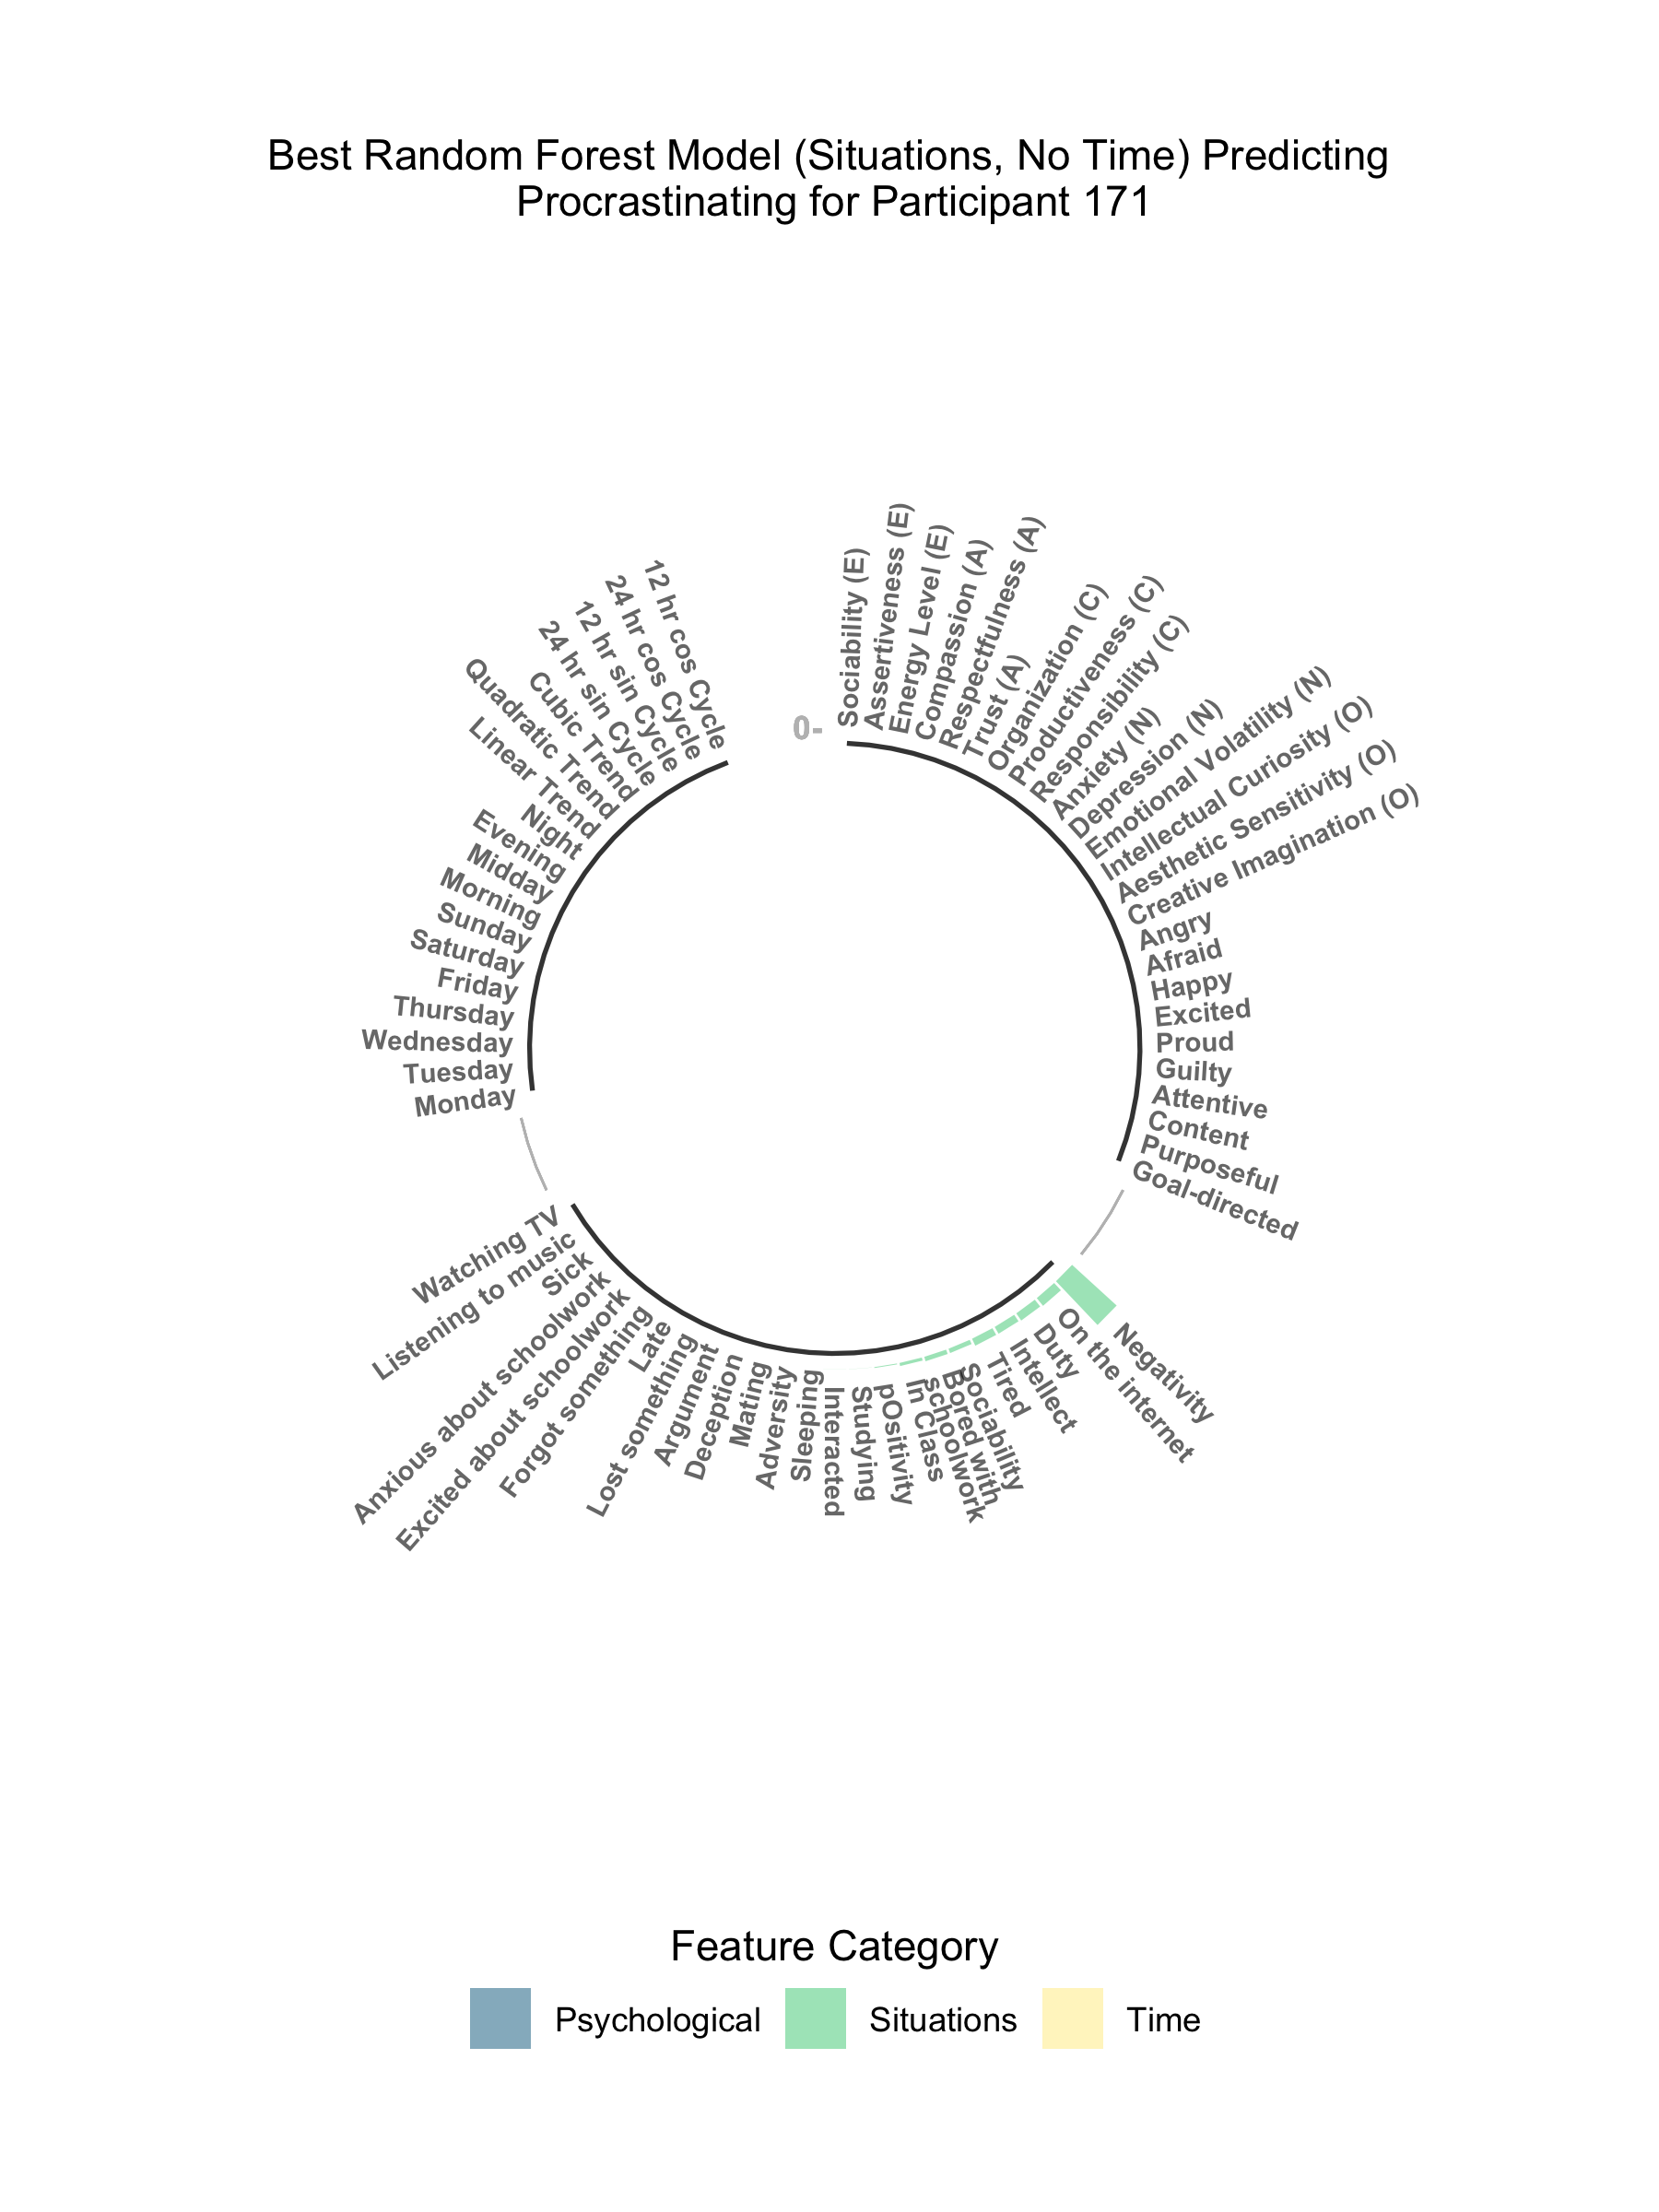 Best Random Forest Model (Situations, No Time) Predicting
Procrastinating for Participant 171
0-
Sociability (E)
Assertiveness (E)
Energy Level (E)
Compassion (A)
Respectfulness (A)
Trust (A)
Organization (C)
Productiveness (C)
Responsibility (C)
Anxiety (N)
Depression (N)
Emotional Volatility (N)
Intellectual Curiosity (O)
Aesthetic Sensitivity (O)
Creative Imagination (O)
Angry
Afraid
Happy
Excited
Proud
Guilty
Attentive
Content
Purposeful
Goal-directed
Negativity
On the internet
Duty
Intellect
Tired
Sociability
Bored with
schoolwork
In Class
pOsitivity
Studying
Interacted
Sleeping
Adversity
Mating
Deception
Argument
Lost something
Late
Forgot something
Excited about schoolwork
Anxious about schoolwork
Sick
Listening to music
Watching TV
Monday
Tuesday
Wednesday
Thursday
Friday
Saturday
Sunday
Morning
Midday
Evening
Night
Linear Trend
Quadratic Trend
Cubic Trend
24 hr sin Cycle
12 hr sin Cycle
24 hr cos Cycle
12 hr cos Cycle
Feature Category
Psychological
Situations
Time